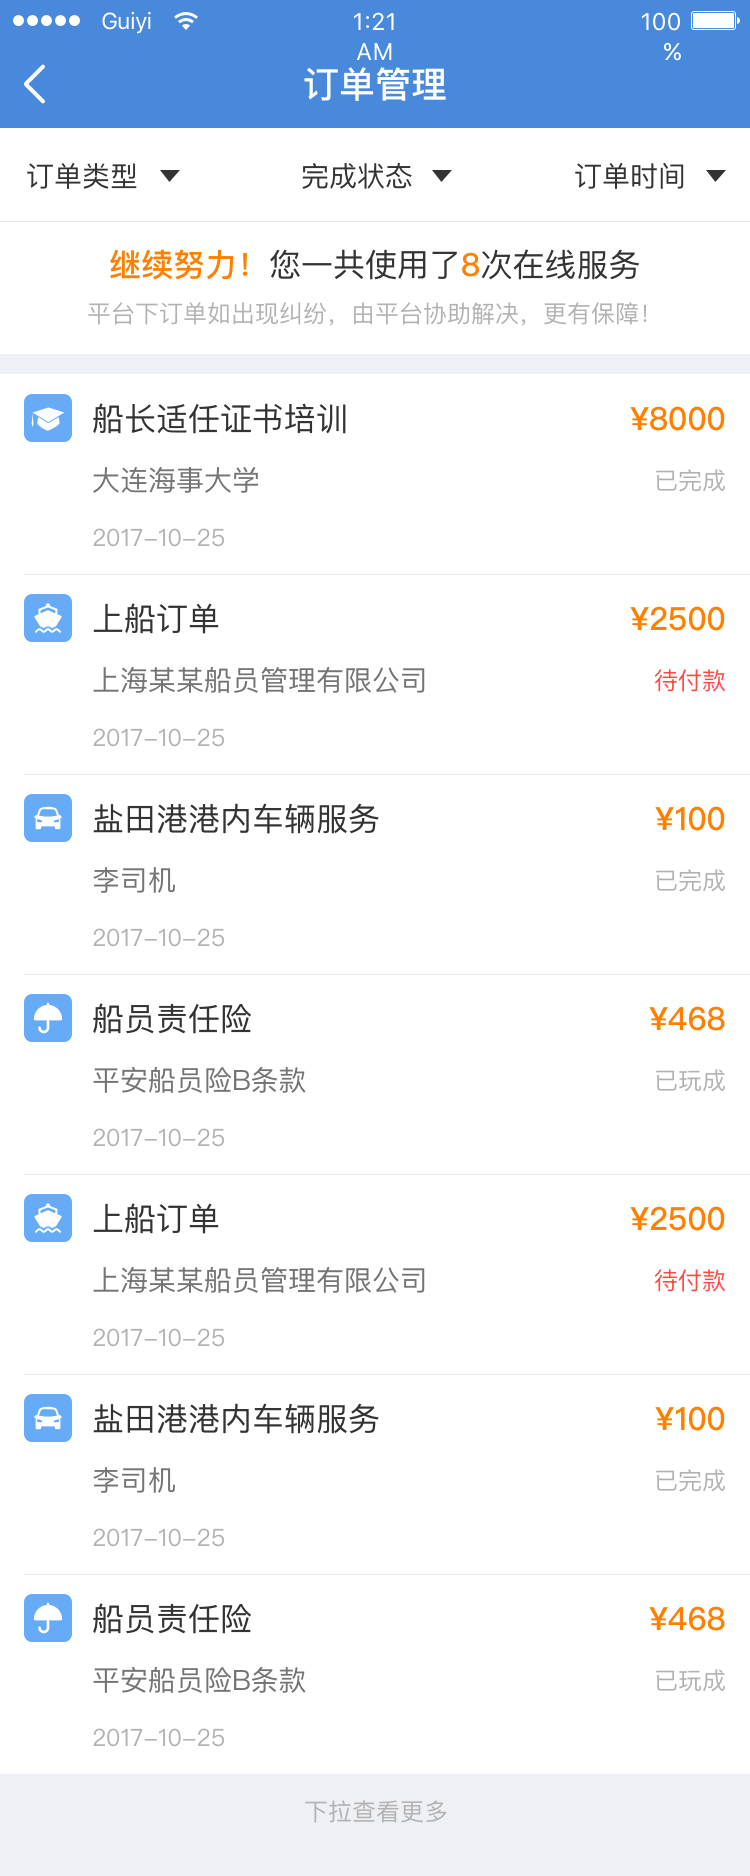 Guiyi 1:21 AM 100 %
订单管理
订单类型 完成状态 订单时间
继续努力！您一共使用了8次在线服务
平台下订单如出现纠纷，由平台协助解决，更有保障！
船长适任证书培训 ¥8000
大连海事大学 已完成
2017-10-25
上船订单 ¥2500
上海某某船员管理有限公司 待付款
2017-10-25
盐田港港内车辆服务 ¥100
李司机 已完成
2017-10-25
船员责任险 ¥468
平安船员险B条款 已玩成
2017-10-25
上船订单 ¥2500
上海某某船员管理有限公司 待付款
2017-10-25
盐田港港内车辆服务 ¥100
李司机 已完成
2017-10-25
船员责任险 ¥468
平安船员险B条款 已玩成
2017-10-25
下拉查看更多